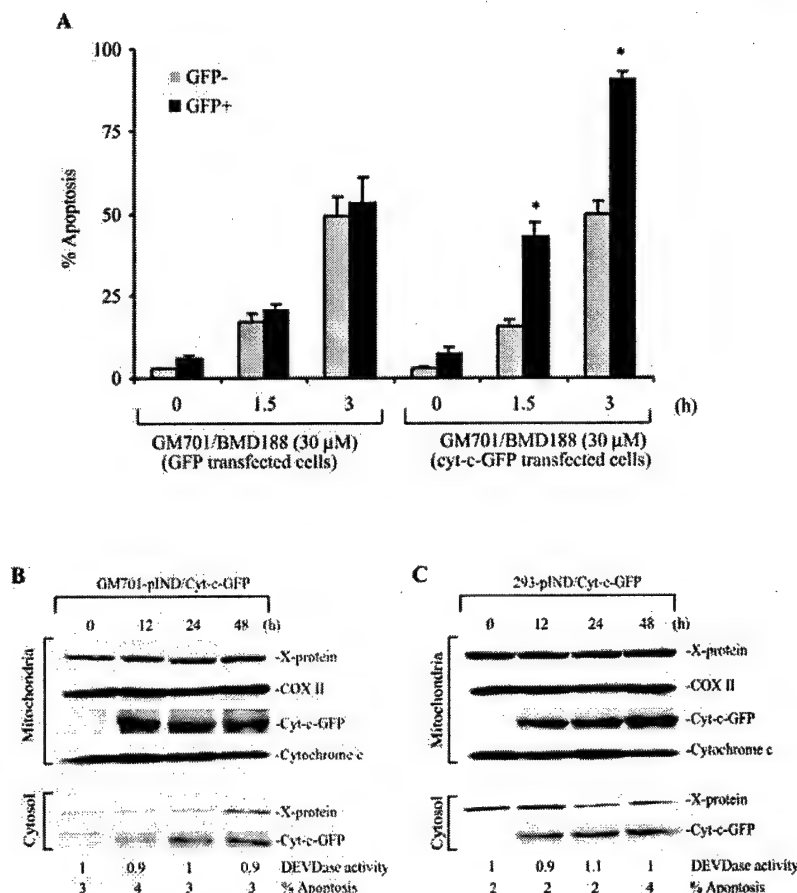 A
100
75
50
25
0
% Apoptosis
GFP-
GFP+
*
*
0 1.5 3 0 1.5 3 (h)
GM701/BMD188 (30 µM)
(GFP transfected cells)
GM701/BMD188 (30 µM)
(cyt-c-GFP transfected cells)
B
GM701-pIND/Cyt-c-GFP
0 12 24 48 (h)
Mitochondria
-X-protein
-COX II
-Cyt-c-GFP
-Cytochrome c
Cytosol
-X-protein
-Cyt-c-GFP
1 0.9 1 0.9 DEVDase activity
3 4 3 3 % Apoptosis
C
293-pIND/Cyt-c-GFP
0 12 24 48 (h)
Mitochondria
-X-protein
-COX II
-Cyt-c-GFP
-Cytochrome c
Cytosol
-X-protein
-Cyt-c-GFP
1 0.9 1.1 1 DEVDase activity
2 2 2 4 % Apoptosis